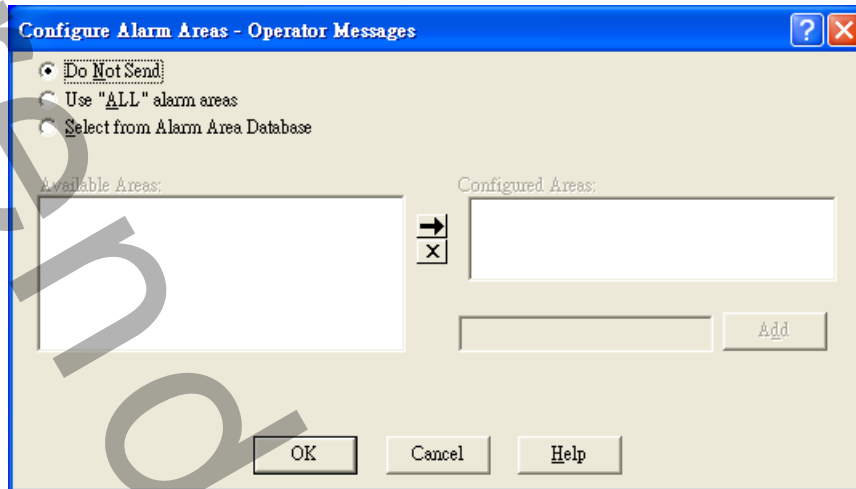 Configure Alarm Areas - Operator Messages
Do Not Send
Use "ALL" alarm areas
Select from Alarm Area Database
Available Areas:
Configured Areas:
Add
OK
Cancel
Help